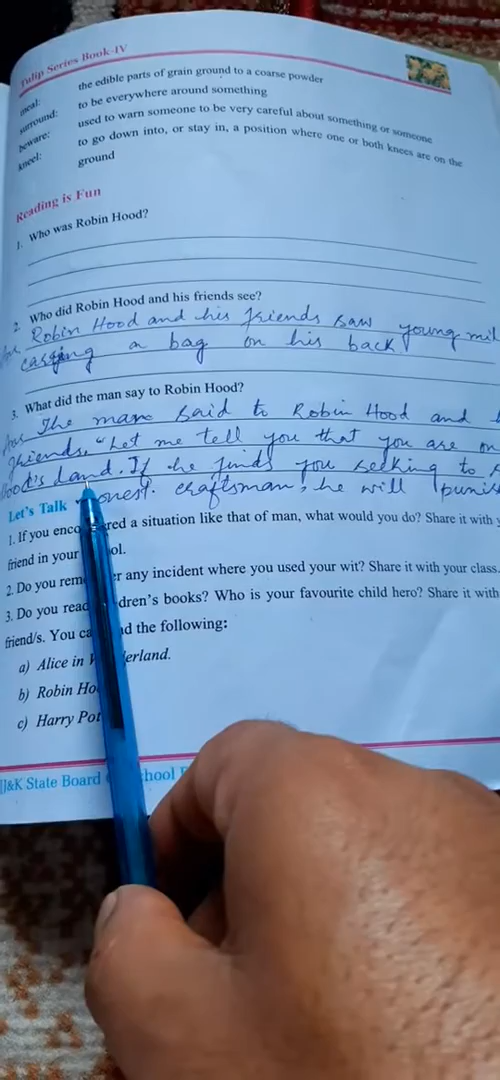 Tulip Series Book-IV
meal: the edible parts of grain ground to a coarse powder
surround: to be everywhere around something
beware: used to warn someone to be very careful about something or someone
kneel: to go down into, or stay in, a position where one or both knees are on the
ground
Reading is Fun
1. Who was Robin Hood?
2. Who did Robin Hood and his friends see?
Robin Hood and his friends saw young mil
a bag on his back
3. What did the man say to Robin Hood?
Ans The man said to Robin Hood and
friends. "Let me tell you that you are on
Hood's land. If he finds you seeking to
honest craftsman, he will punis
Let's Talk
1. If you enco red a situation like that of man, what would you do? Share it with
friend in your ol.
2. Do you rem r any incident where you used your wit? Share it with your class.
3. Do you read dren's books? Who is your favourite child hero? Share it with
friend/s. You ca d the following:
a) Alice in erland.
b) Robin Ho
c) Harry Pot
J&K State Board hool